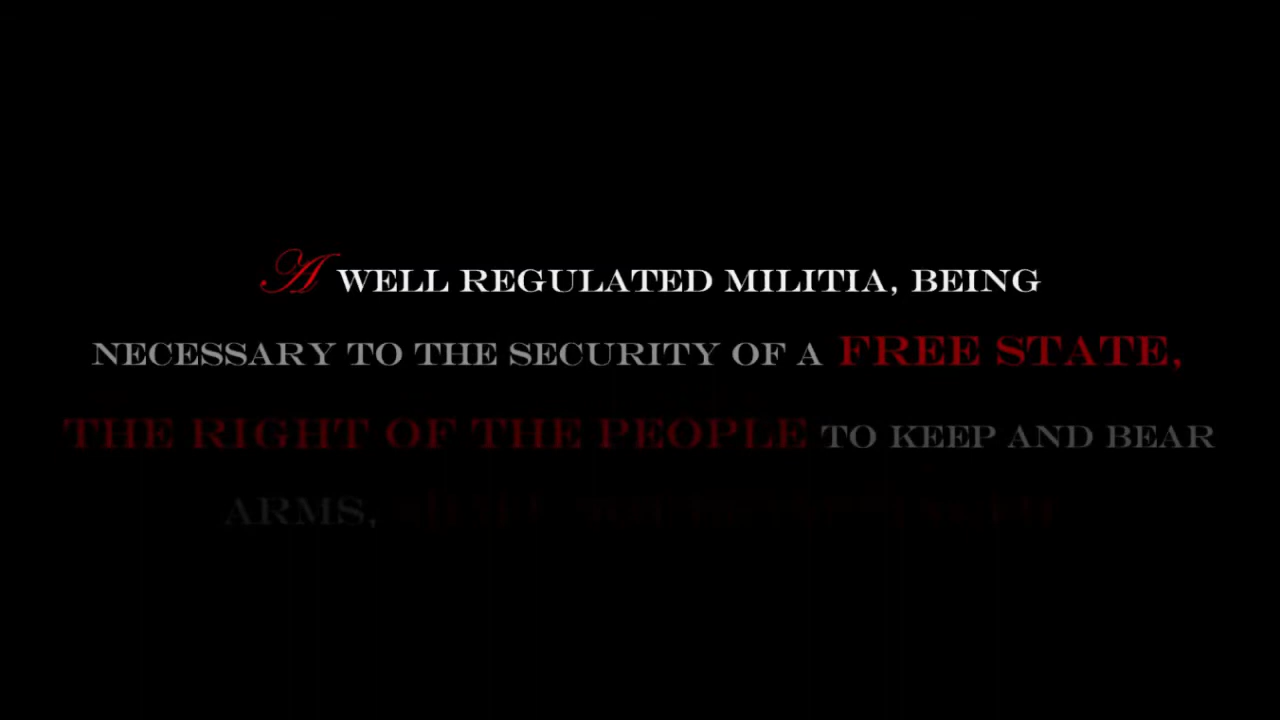 A WELL REGULATED MILITIA, BEING
NECESSARY TO THE SECURITY OF A FREE STATE,
THE RIGHT OF THE PEOPLE TO KEEP AND BEAR
ARMS,